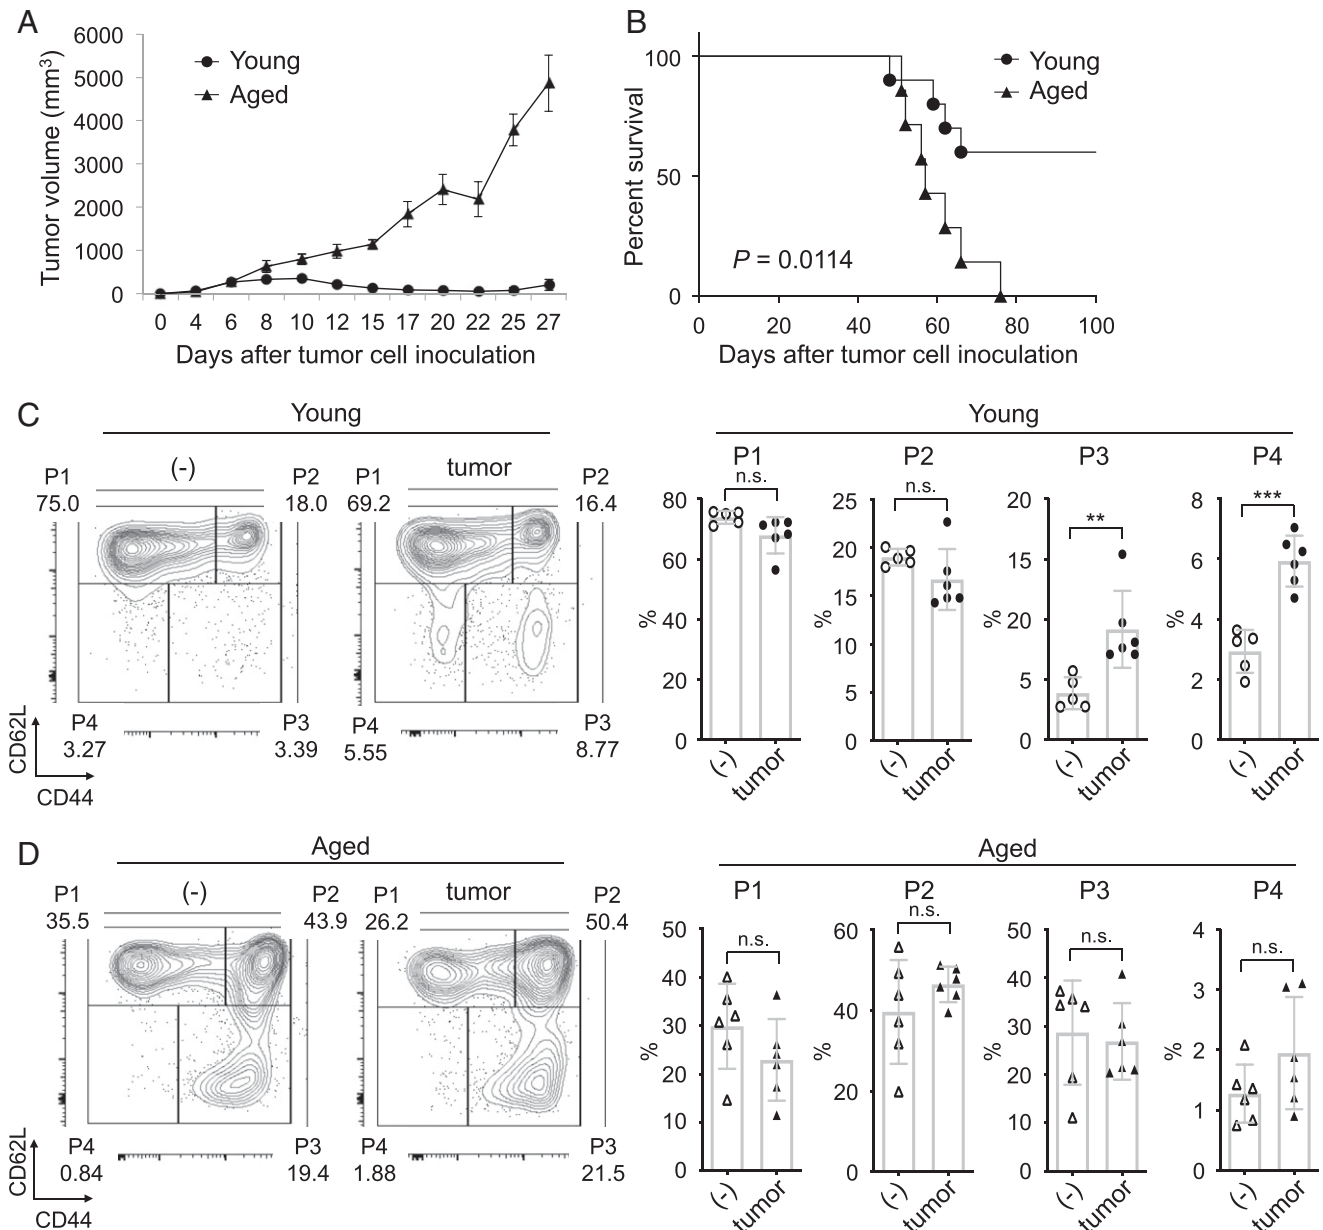 A
B
6000
5000
4000
3000
2000
1000
0
Tumor volume (mm³)
Young
Aged
0 4 6 8 10 12 15 17 20 22 25 27
Days after tumor cell inoculation
100
50
0
Percent survival
Young
Aged
P = 0.0114
0 20 40 60 80 100
Days after tumor cell inoculation
C
Young
P1 (-) P2
75.0 18.0
P1 tumor P2
69.2 16.4
P4 P3
3.27 3.39
P4 P3
5.55 8.77
CD62L
CD44
Young
P1
n.s.
80
60
40
20
0
%
(-) tumor
P2
n.s.
25
20
15
10
5
0
%
(-) tumor
P3
**
20
15
20
5
0
%
(-) tumor
P4
***
8
6
4
2
0
%
(-) tumor
D
Aged
P1 (-) P2
35.5 43.9
P1 tumor P2
26.2 50.4
P4 P3
0.84 19.4
P4 P3
1.88 21.5
CD62L
CD44
Aged
P1
n.s.
50
40
30
20
10
0
%
(-) tumor
P2
n.s.
60
40
20
0
%
(-) tumor
P3
n.s.
50
40
30
20
10
0
%
(-) tumor
P4
n.s.
4
3
2
1
0
%
(-) tumor